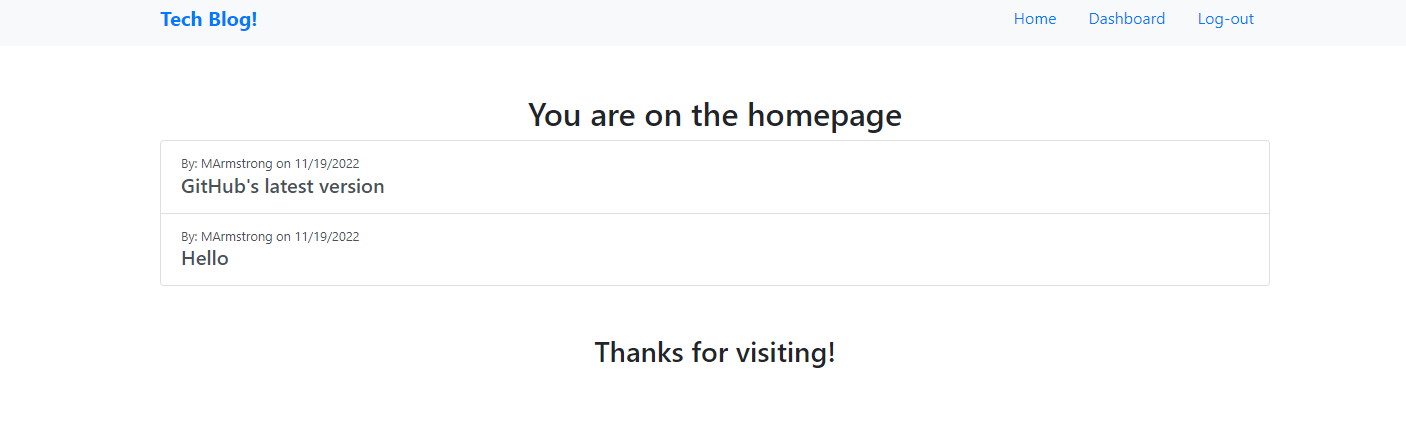 Tech Blog! Home Dashboard Log-out
You are on the homepage
By: MArmstrong on 11/19/2022
GitHub's latest version
By: MArmstrong on 11/19/2022
Hello
Thanks for visiting!